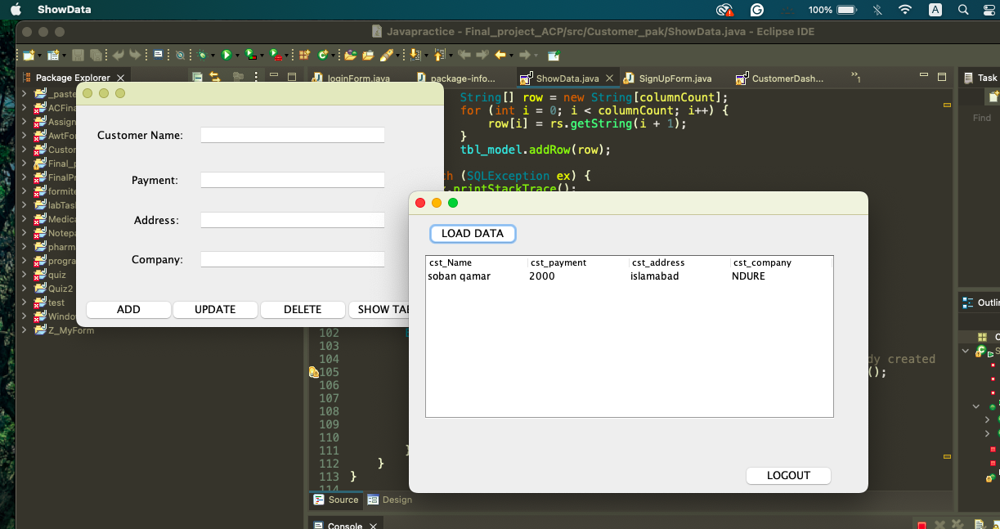 ShowData
100%
A
Javapractice - Final_project_ACP/src/Customer_pak/ShowData.java - Eclipse IDE
Package Explorer
loginForm.java
package-info...
ShowData.java
SignUpForm.java
CustomerDash...
1
Task
Find
_paste
ACFina
Assign
AwtFo
Custo
Final_p
FinalPr
formite
labTas
Medica
Notepa
pharm
progra
quiz
Quiz2
test
Windo
Z_MyForm
String[] row = new String[columnCount];
for (int i = 0; i < columnCount; i++) {
row[i] = rs.getString(i + 1);
}
tbl_model.addRow(row);
h (SQLException ex) {
.printStackTrace();
Customer Name:
Payment:
Address:
Company:
ADD
UPDATE
DELETE
SHOW TAB
LOAD DATA
cst_Name cst_payment cst_address cst_company
soban qamar 2000 islamabad NDURE
LOGOUT
102
103
104 dy created
105 ();
106
107
108
109
110
111 }
112 }
113 }
114
Source
Design
Console
Outlin